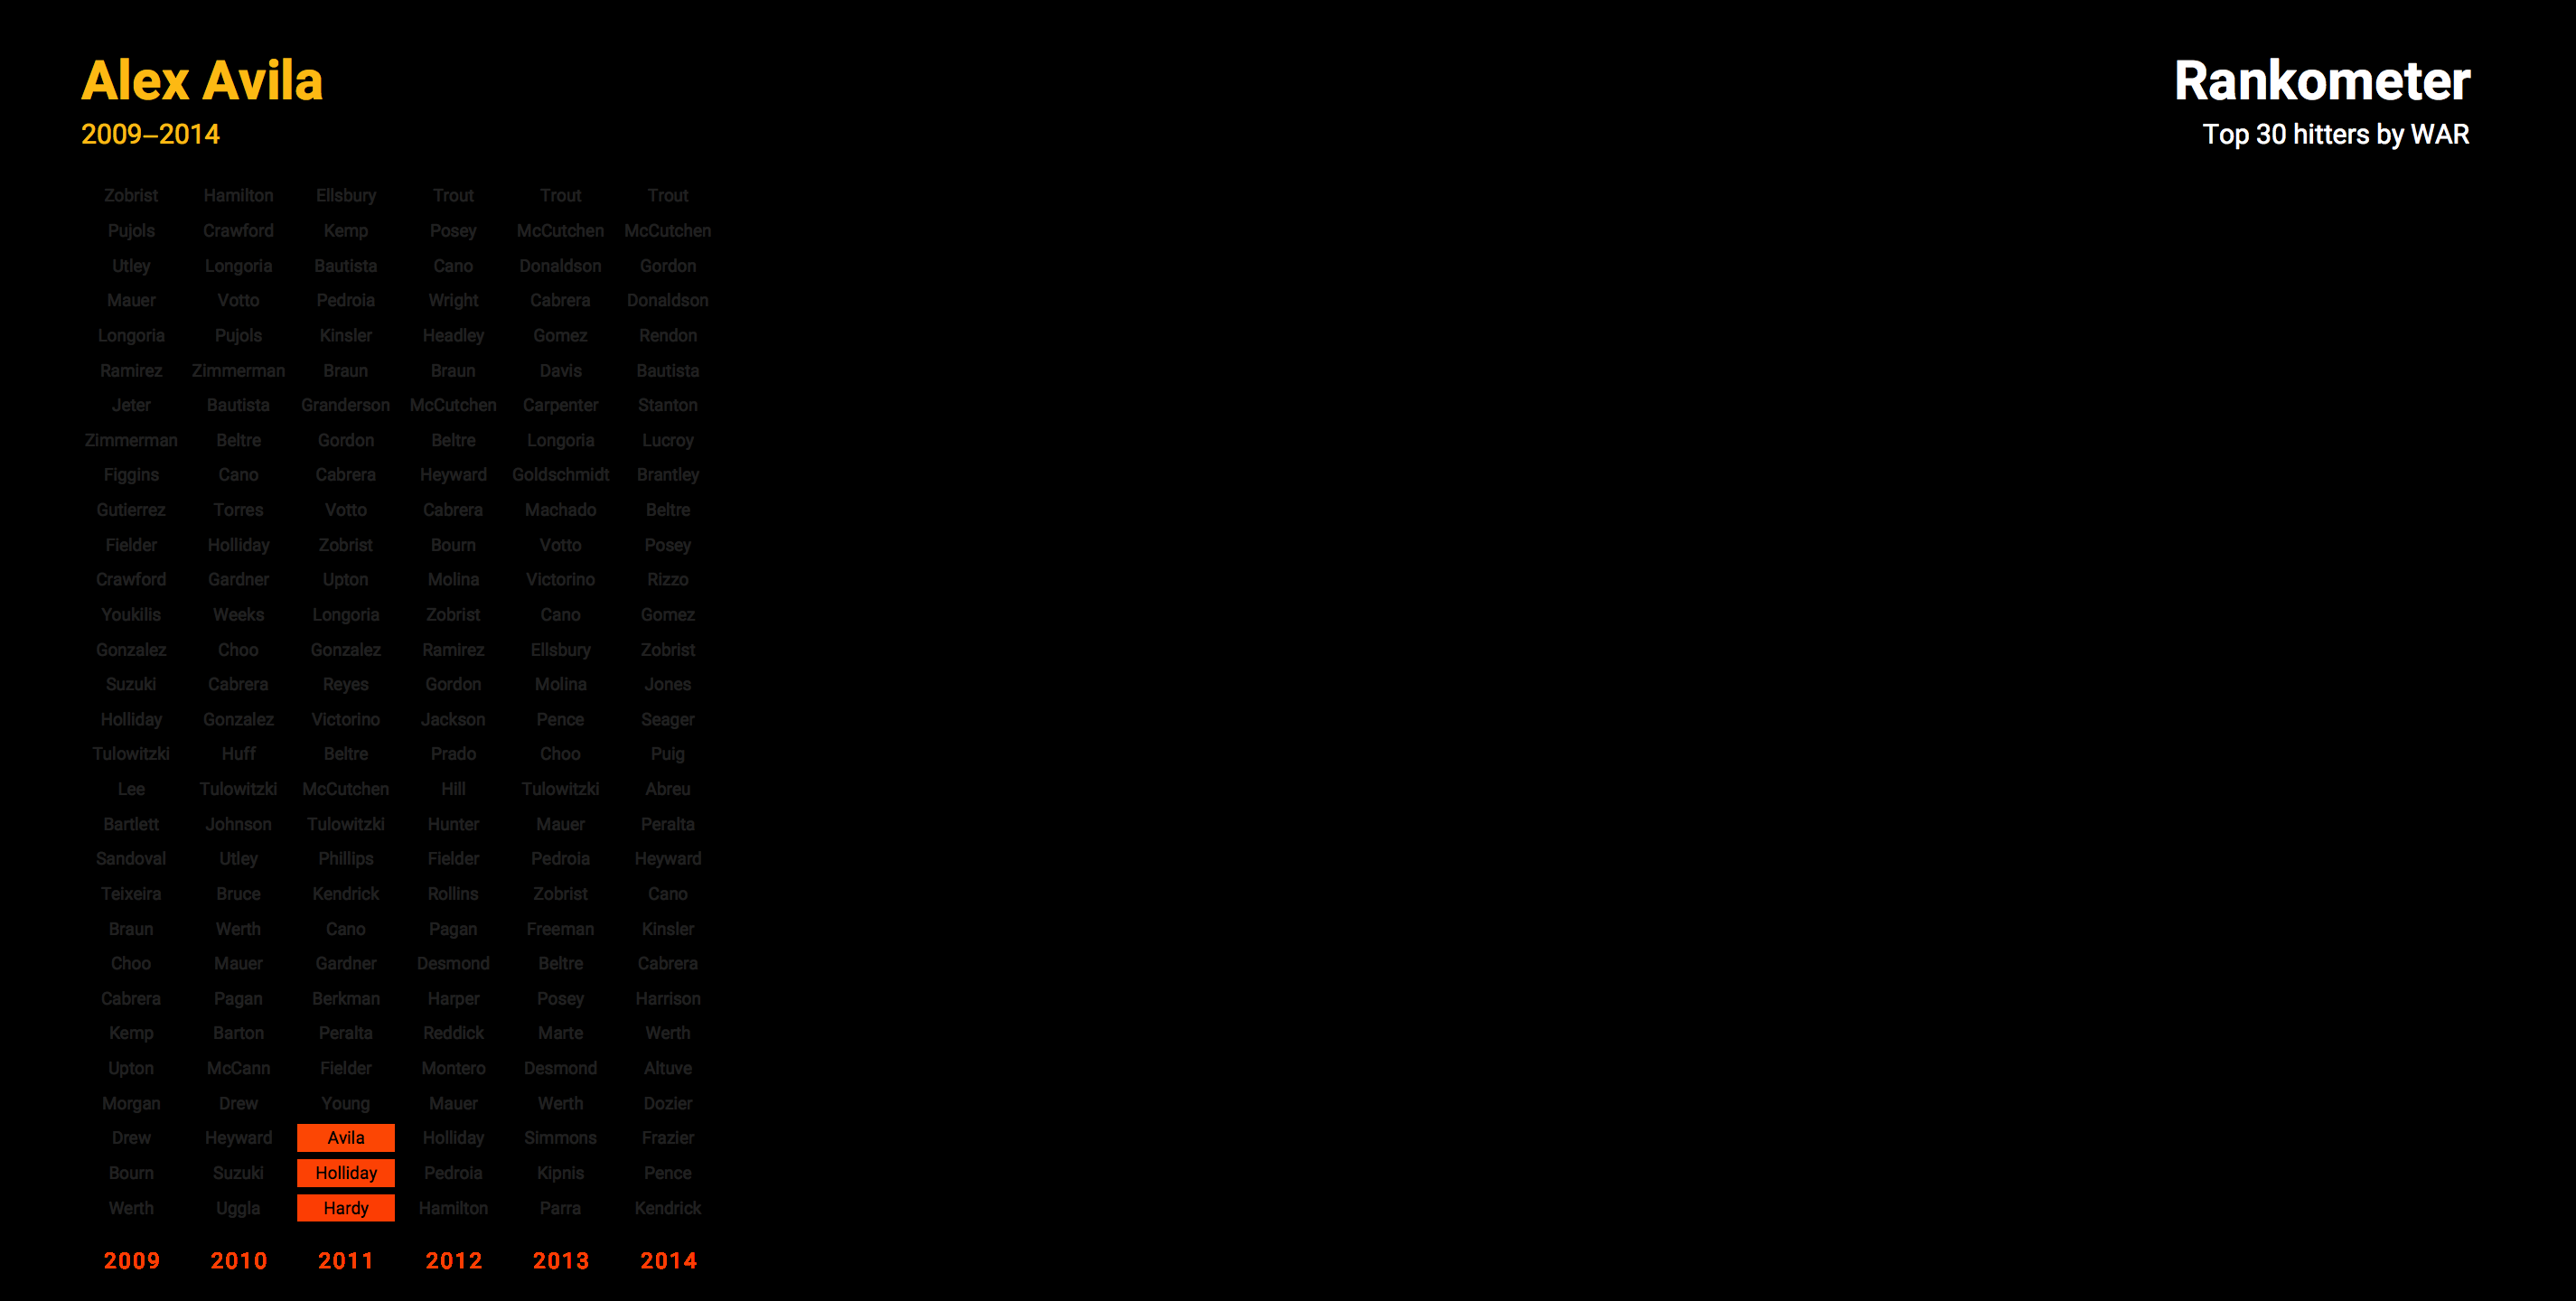 Alex Avila
2009–2014
Rankometer
Top 30 hitters by WAR
Zobrist Hamilton Ellsbury Trout Trout Trout
Pujols Crawford Kemp Posey McCutchen McCutchen
Utley Longoria Bautista Cano Donaldson Gordon
Mauer Votto Pedroia Wright Cabrera Donaldson
Longoria Pujols Kinsler Headley Gomez Rendon
Ramirez Zimmerman Braun Braun Davis Bautista
Jeter Bautista Granderson McCutchen Carpenter Stanton
Zimmerman Beltre Gordon Beltre Longoria Lucroy
Figgins Cano Cabrera Heyward Goldschmidt Brantley
Gutierrez Torres Votto Cabrera Machado Beltre
Fielder Holliday Zobrist Bourn Votto Posey
Crawford Gardner Upton Molina Victorino Rizzo
Youkilis Weeks Longoria Zobrist Cano Gomez
Gonzalez Choo Gonzalez Ramirez Ellsbury Zobrist
Suzuki Cabrera Reyes Gordon Molina Jones
Holliday Gonzalez Victorino Jackson Pence Seager
Tulowitzki Huff Beltre Prado Choo Puig
Lee Tulowitzki McCutchen Hill Tulowitzki Abreu
Bartlett Johnson Tulowitzki Hunter Mauer Peralta
Sandoval Utley Phillips Fielder Pedroia Heyward
Teixeira Bruce Kendrick Rollins Zobrist Cano
Braun Werth Cano Pagan Freeman Kinsler
Choo Mauer Gardner Desmond Beltre Cabrera
Cabrera Pagan Berkman Harper Posey Harrison
Kemp Barton Peralta Reddick Marte Werth
Upton McCann Fielder Montero Desmond Altuve
Morgan Drew Young Mauer Werth Dozier
Drew Heyward Avila Holliday Simmons Frazier
Bourn Suzuki Holliday Pedroia Kipnis Pence
Werth Uggla Hardy Hamilton Parra Kendrick
2009 2010 2011 2012 2013 2014